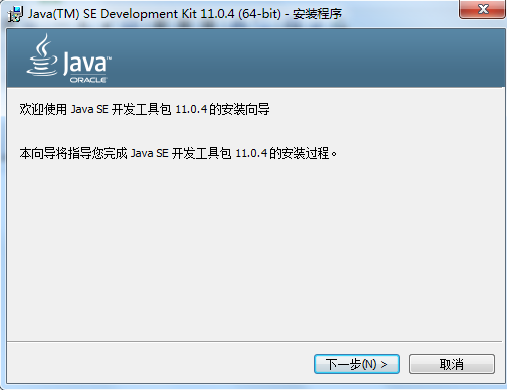 Java(TM) SE Development Kit 11.0.4 (64-bit) - 安装程序
Java™
ORACLE
欢迎使用 Java SE 开发工具包 11.0.4 的安装向导
本向导将指导您完成 Java SE 开发工具包 11.0.4 的安装过程。
下一步(N) >
取消